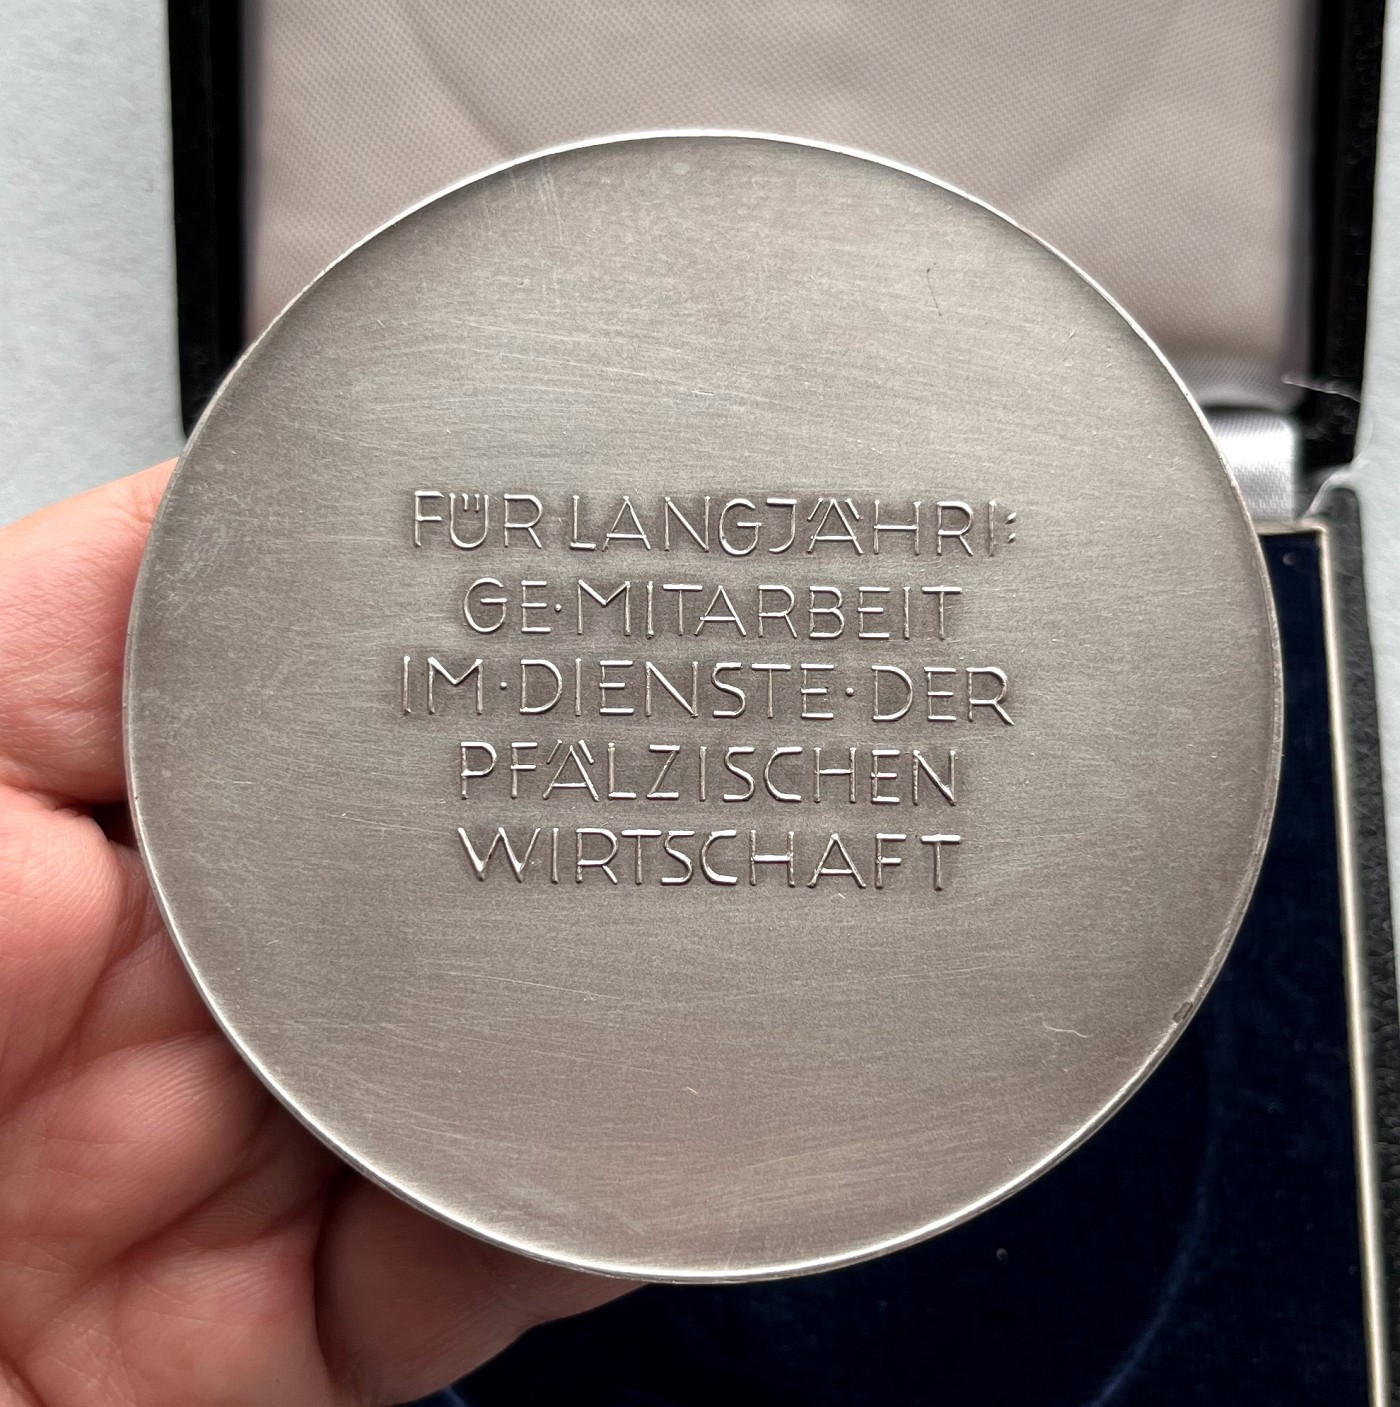 FÜR·LANGJÄHRI:
GE·MITARBEIT
IM·DIENSTE·DER
PFÄLZISCHEN
WIRTSCHAFT